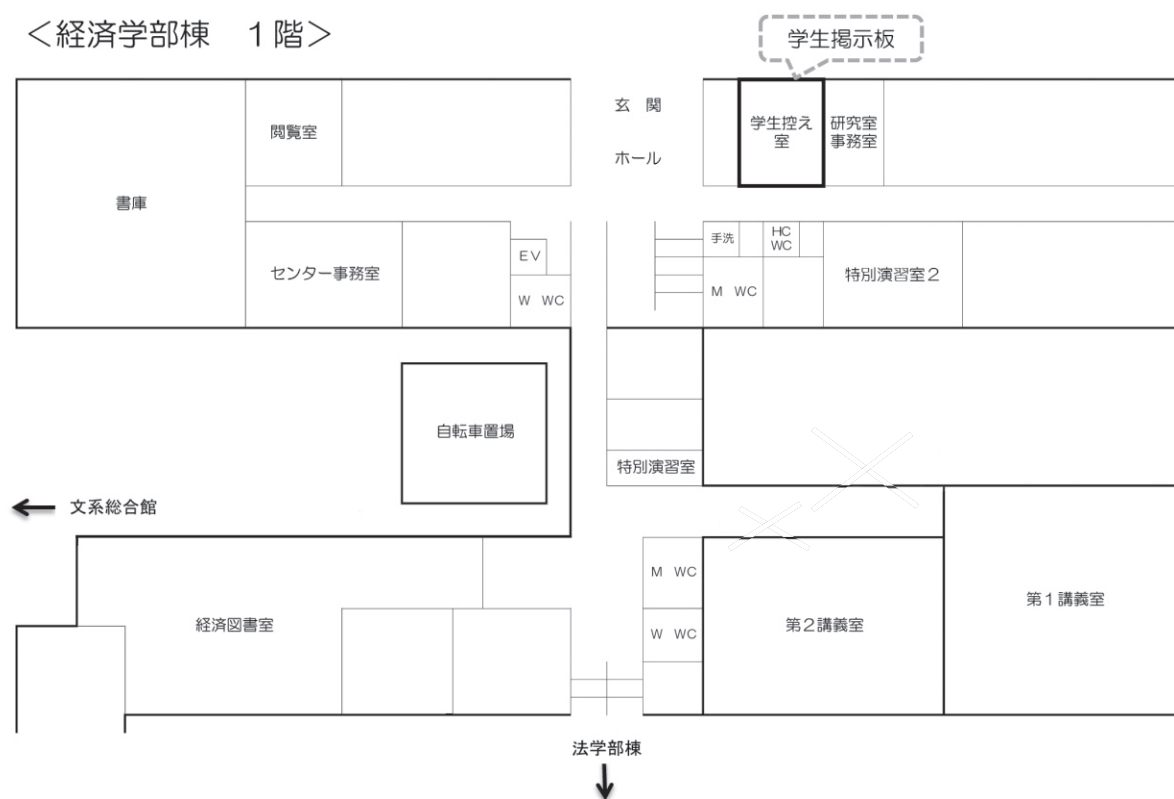 ＜経済学部棟　１階＞
学生掲示板
玄　関
ホール
閲覧室
学生控え
室
研究室
事務室
書庫
センター事務室
EV
W　WC
手洗
HC
WC
M　WC
特別演習室２
自転車置場
特別演習室
文系総合館
経済図書室
M　WC
W　WC
第２講義室
第１講義室
法学部棟